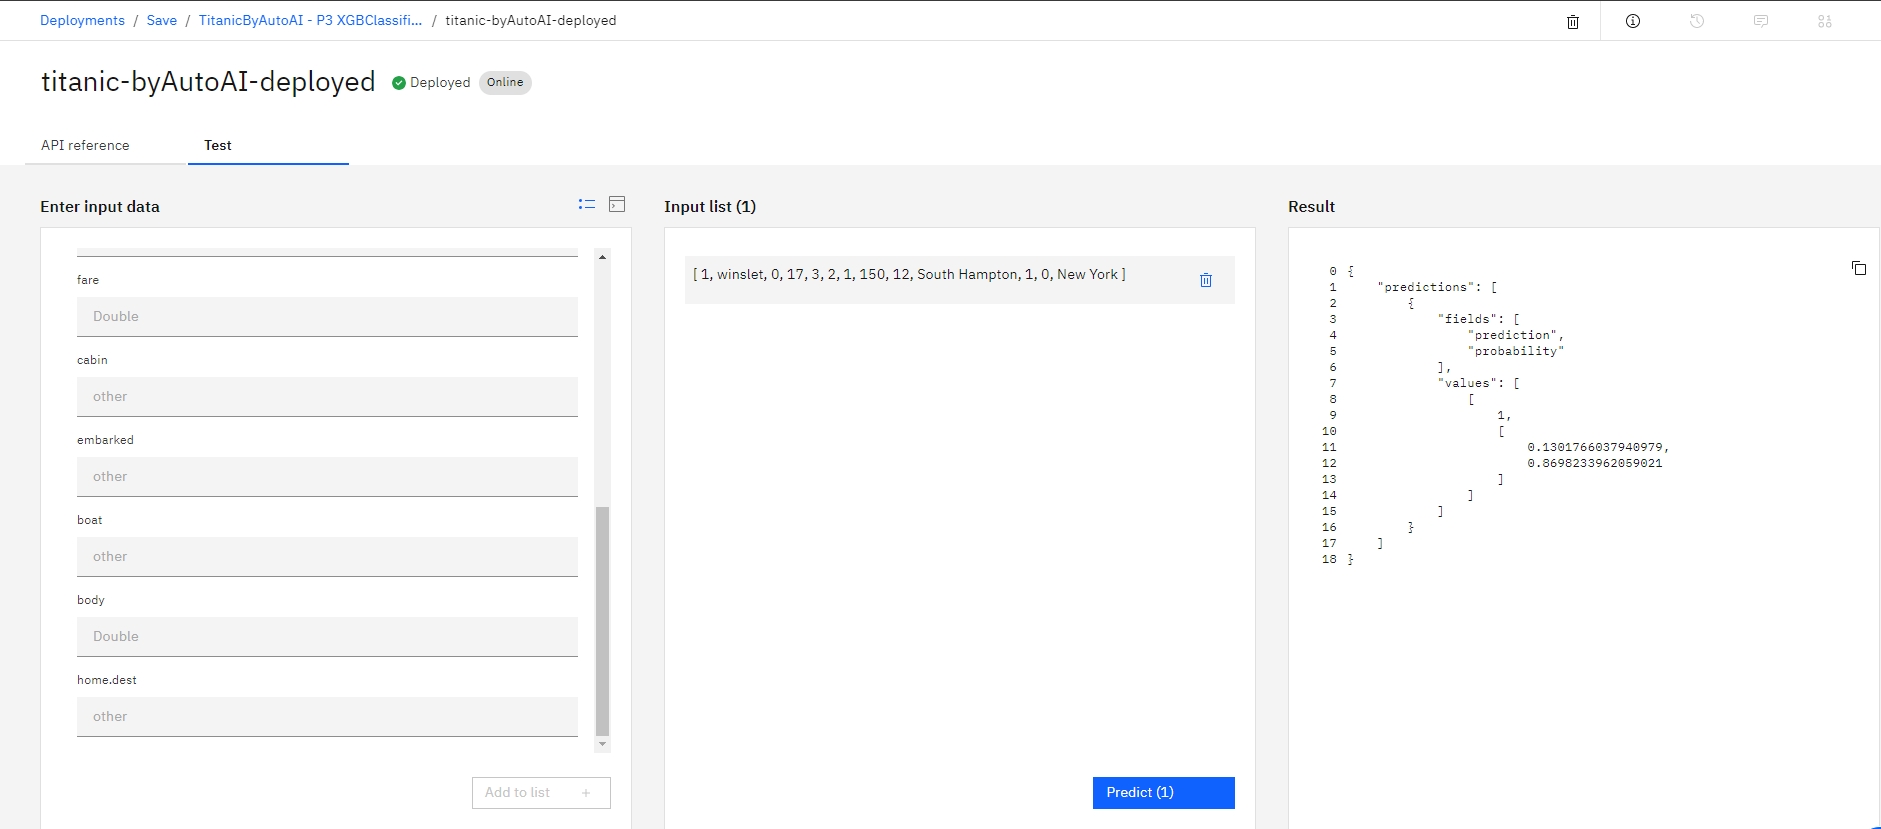 Deployments / Save / TitanicByAutoAI - P3 XGBClassifi... / titanic-byAutoAI-deployed
titanic-byAutoAI-deployed Deployed Online
API reference Test
Enter input data
fare
Double
cabin
other
embarked
other
boat
other
body
Double
home.dest
other
Add to list +
Input list (1)
[ 1, winslet, 0, 17, 3, 2, 1, 150, 12, South Hampton, 1, 0, New York ]
Predict (1)
Result
0 {
1 "predictions": [
2 {
3 "fields": [
4 "prediction",
5 "probability"
6 ],
7 "values": [
8 [
9 1,
10 [
11 0.1301766037940979,
12 0.8698233962059021
13 ]
14 ]
15 ]
16 }
17 ]
18 }